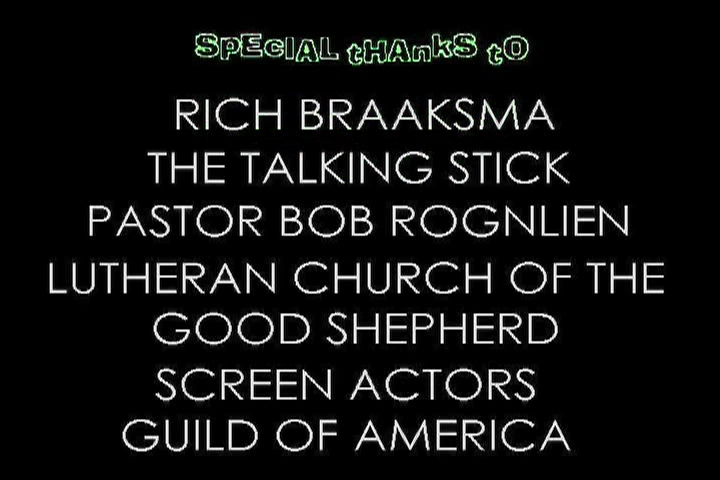 SpEcIAL tHAnkS tO
RICH BRAAKSMA
THE TALKING STICK
PASTOR BOB ROGNLIEN
LUTHERAN CHURCH OF THE
GOOD SHEPHERD
SCREEN ACTORS
GUILD OF AMERICA